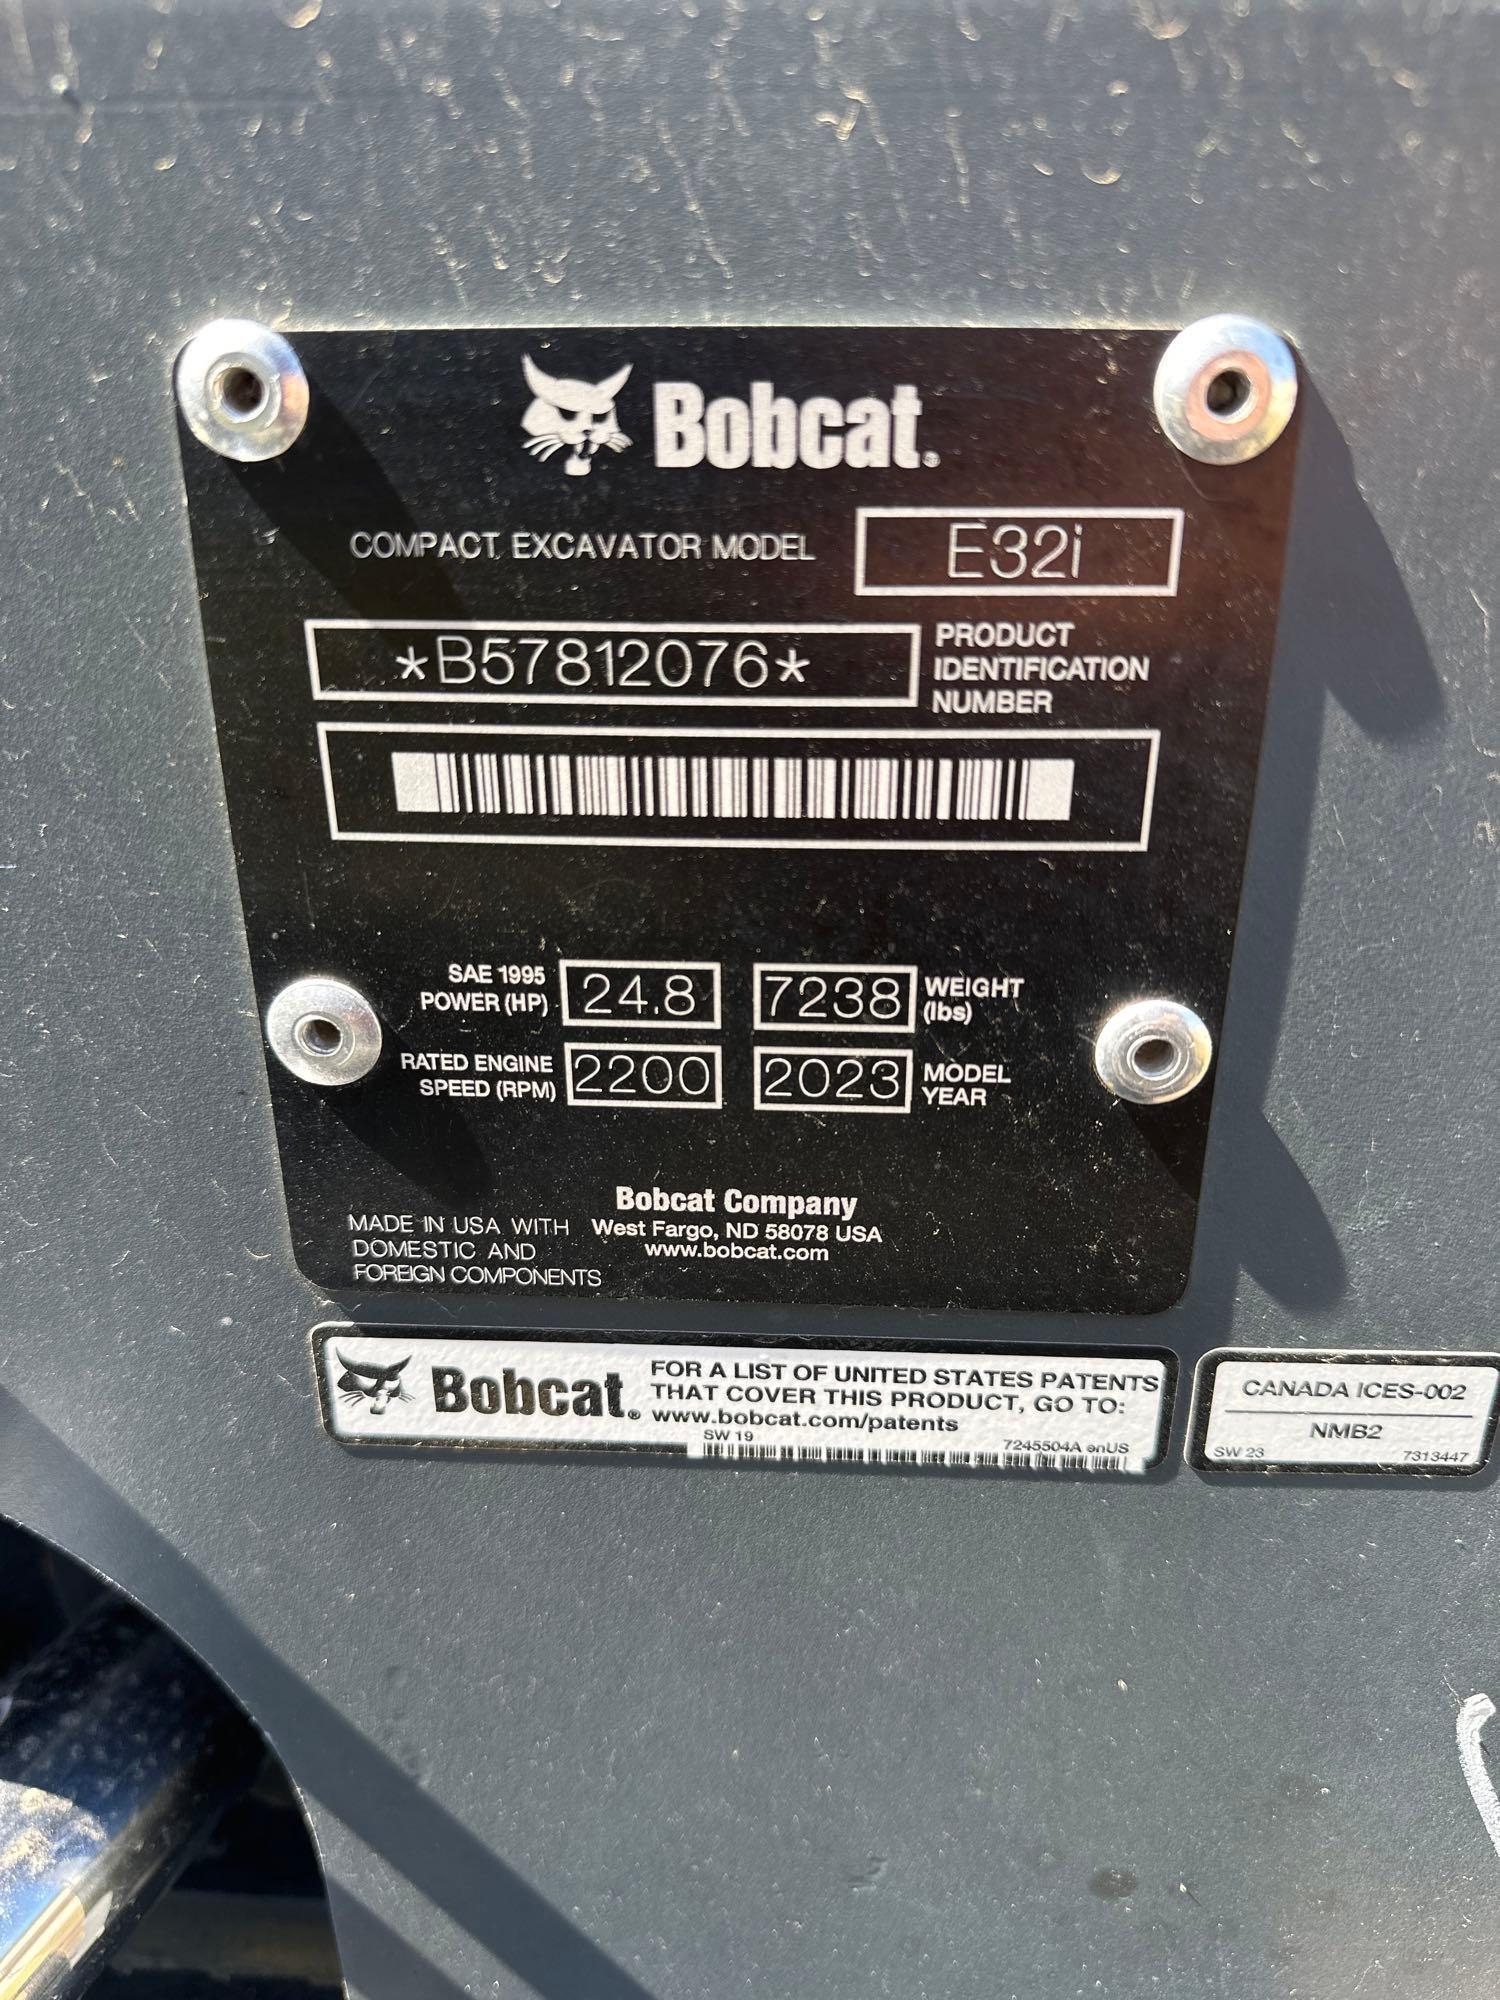 Bobcat®
COMPACT EXCAVATOR MODEL E32i
*B57812076* PRODUCT
IDENTIFICATION
NUMBER
SAE 1995
POWER (HP) 24.8 7238 WEIGHT
(lbs)
RATED ENGINE
SPEED (RPM) 2200 2023 MODEL
YEAR
Bobcat Company
West Fargo, ND 58078 USA
www.bobcat.com
MADE IN USA WITH
DOMESTIC AND
FOREIGN COMPONENTS
Bobcat®
FOR A LIST OF UNITED STATES PATENTS
THAT COVER THIS PRODUCT, GO TO:
www.bobcat.com/patents
SW 19 7245504A enUS
CANADA ICES-002
NMB2
SW 23 7313447